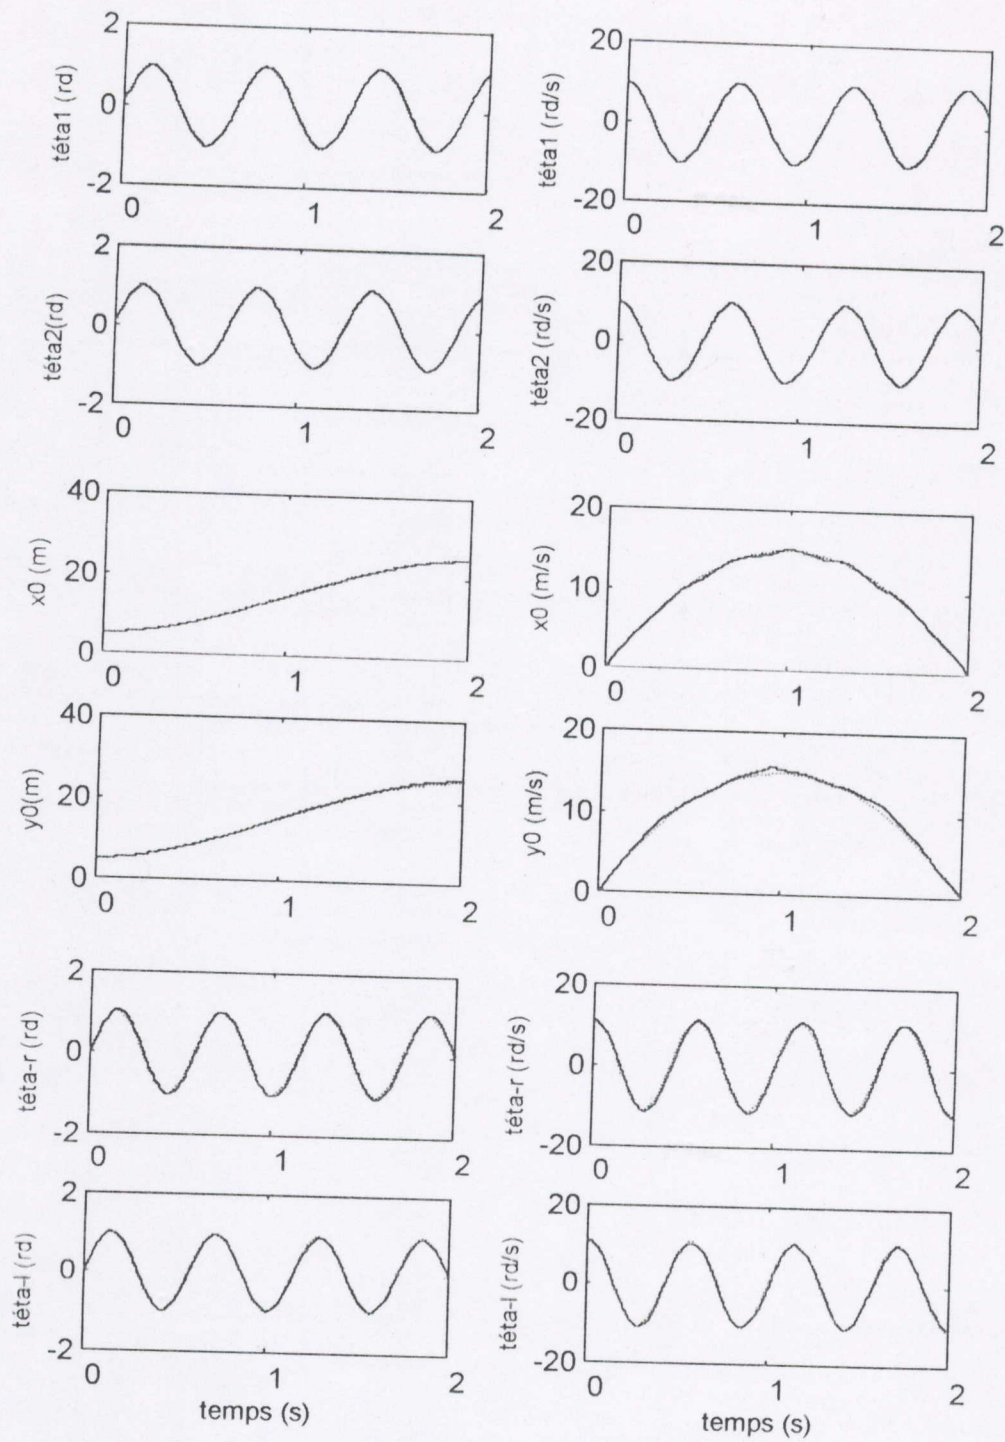 2
0
-2
téta1 (rd)
0 1 2
20
0
-20
téta1 (rd/s)
0 1 2
2
0
-2
téta2(rd)
0 1 2
20
0
-20
téta2 (rd/s)
0 1 2
40
20
0
x0 (m)
0 1 2
20
10
0
x0 (m/s)
0 1 2
40
20
0
y0(m)
0 1 2
20
10
0
y0 (m/s)
0 1 2
2
0
-2
téta-r (rd)
0 1 2
20
0
-20
téta-r (rd/s)
0 1 2
2
0
-2
téta-l (rd)
0 1 2
temps (s)
20
0
-20
téta-l (rd/s)
0 1 2
temps (s)